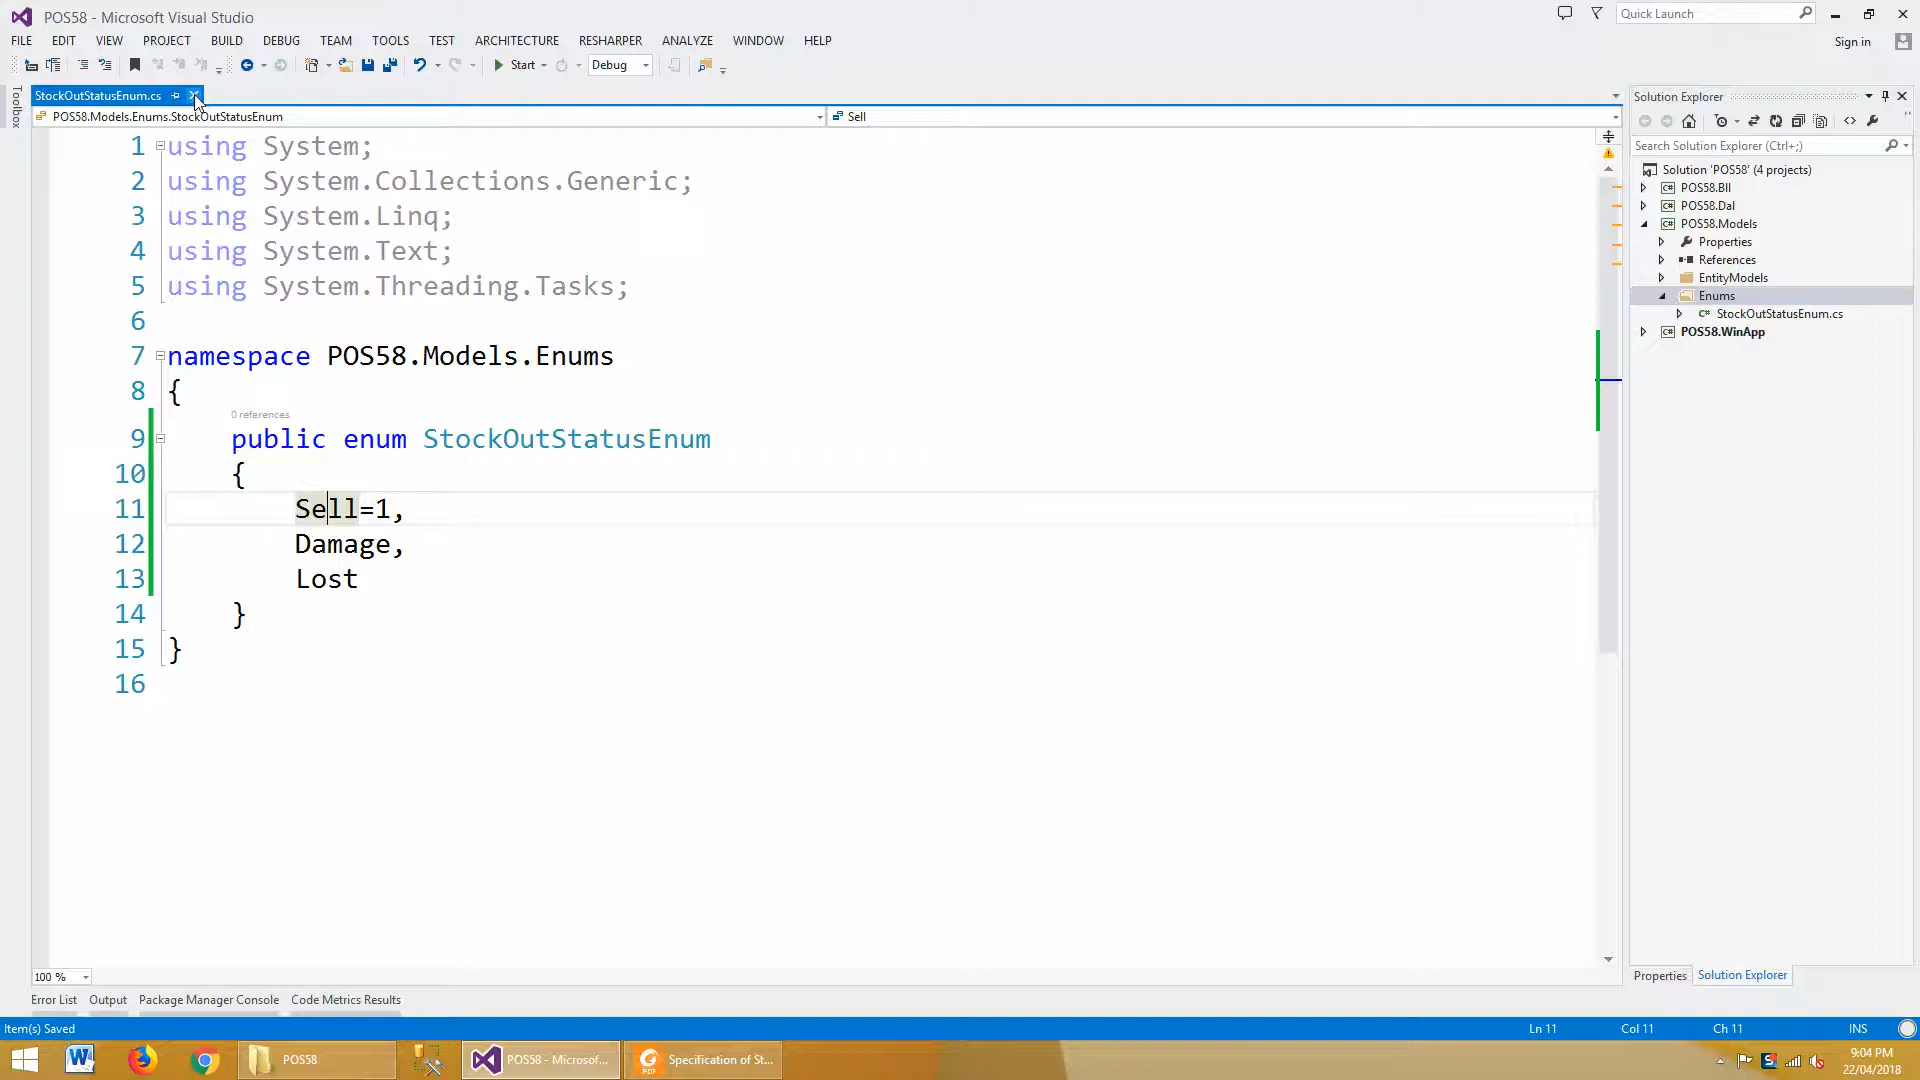 POS58 - Microsoft Visual Studio
Quick Launch
FILE EDIT VIEW PROJECT BUILD DEBUG TEAM TOOLS TEST ARCHITECTURE RESHARPER ANALYZE WINDOW HELP
Sign in
Start Debug
Toolbox
StockOutStatusEnum.cs
POS58.Models.Enums.StockOutStatusEnum Sell
1 using System;
2 using System.Collections.Generic;
3 using System.Linq;
4 using System.Text;
5 using System.Threading.Tasks;
6
7 namespace POS58.Models.Enums
8 {
0 references
9 public enum StockOutStatusEnum
10 {
11 Sell=1,
12 Damage,
13 Lost
14 }
15 }
16
100 %
Solution Explorer
Search Solution Explorer (Ctrl+;)
Solution 'POS58' (4 projects)
C# POS58.Bll
C# POS58.Dal
C# POS58.Models
Properties
References
EntityModels
Enums
C# StockOutStatusEnum.cs
C# POS58.WinApp
Properties Solution Explorer
Error List Output Package Manager Console Code Metrics Results
Item(s) Saved Ln 11 Col 11 Ch 11 INS
POS58
POS58 - Microsof...
PDF Specification of St...
9:04 PM
22/04/2018